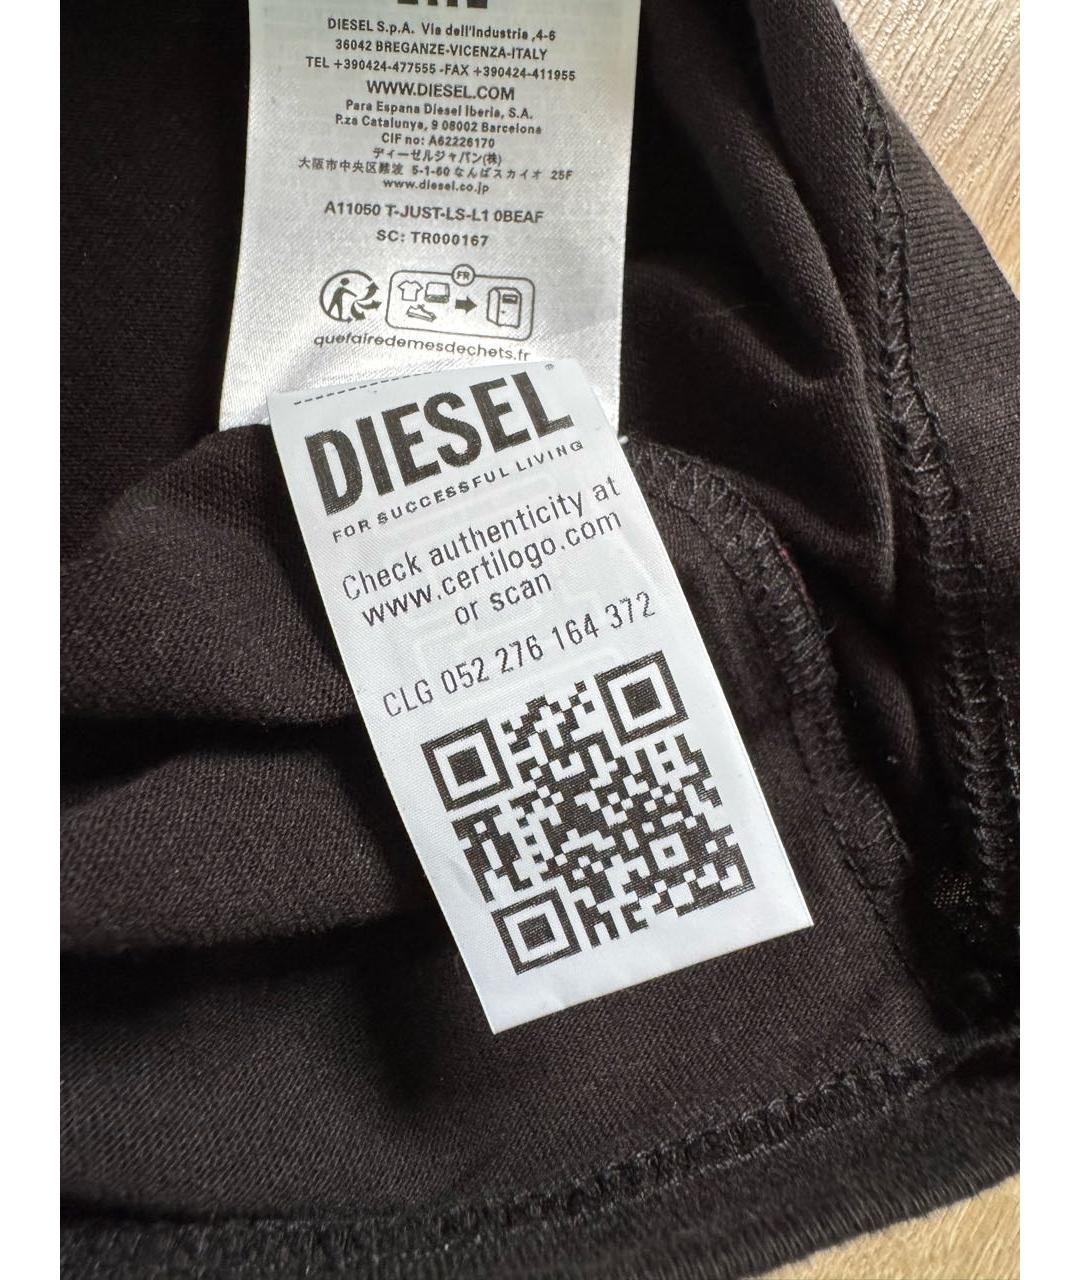 DIESEL S.p.A. Via dell'Industria ,4-6
36042 BREGANZE-VICENZA-ITALY
TEL +390424-477555 -FAX +390424-411955
WWW.DIESEL.COM
Para Espana Diesel Iberia, S.A.
P.za Catalunya, 9 08002 Barcelona
CIF no: A62226170
ディーゼルジャパン(株)
大阪市中央区難波 5-1-60 なんばスカイオ 25F
www.diesel.co.jp
A11050 T-JUST-LS-L1 0BEAF
SC: TR000167
FR
quefairedemesdechets.fr
DIESEL®
FOR SUCCESSFUL LIVING
Check authenticity at
www.certilogo.com
or scan
CLG 052 276 164 372